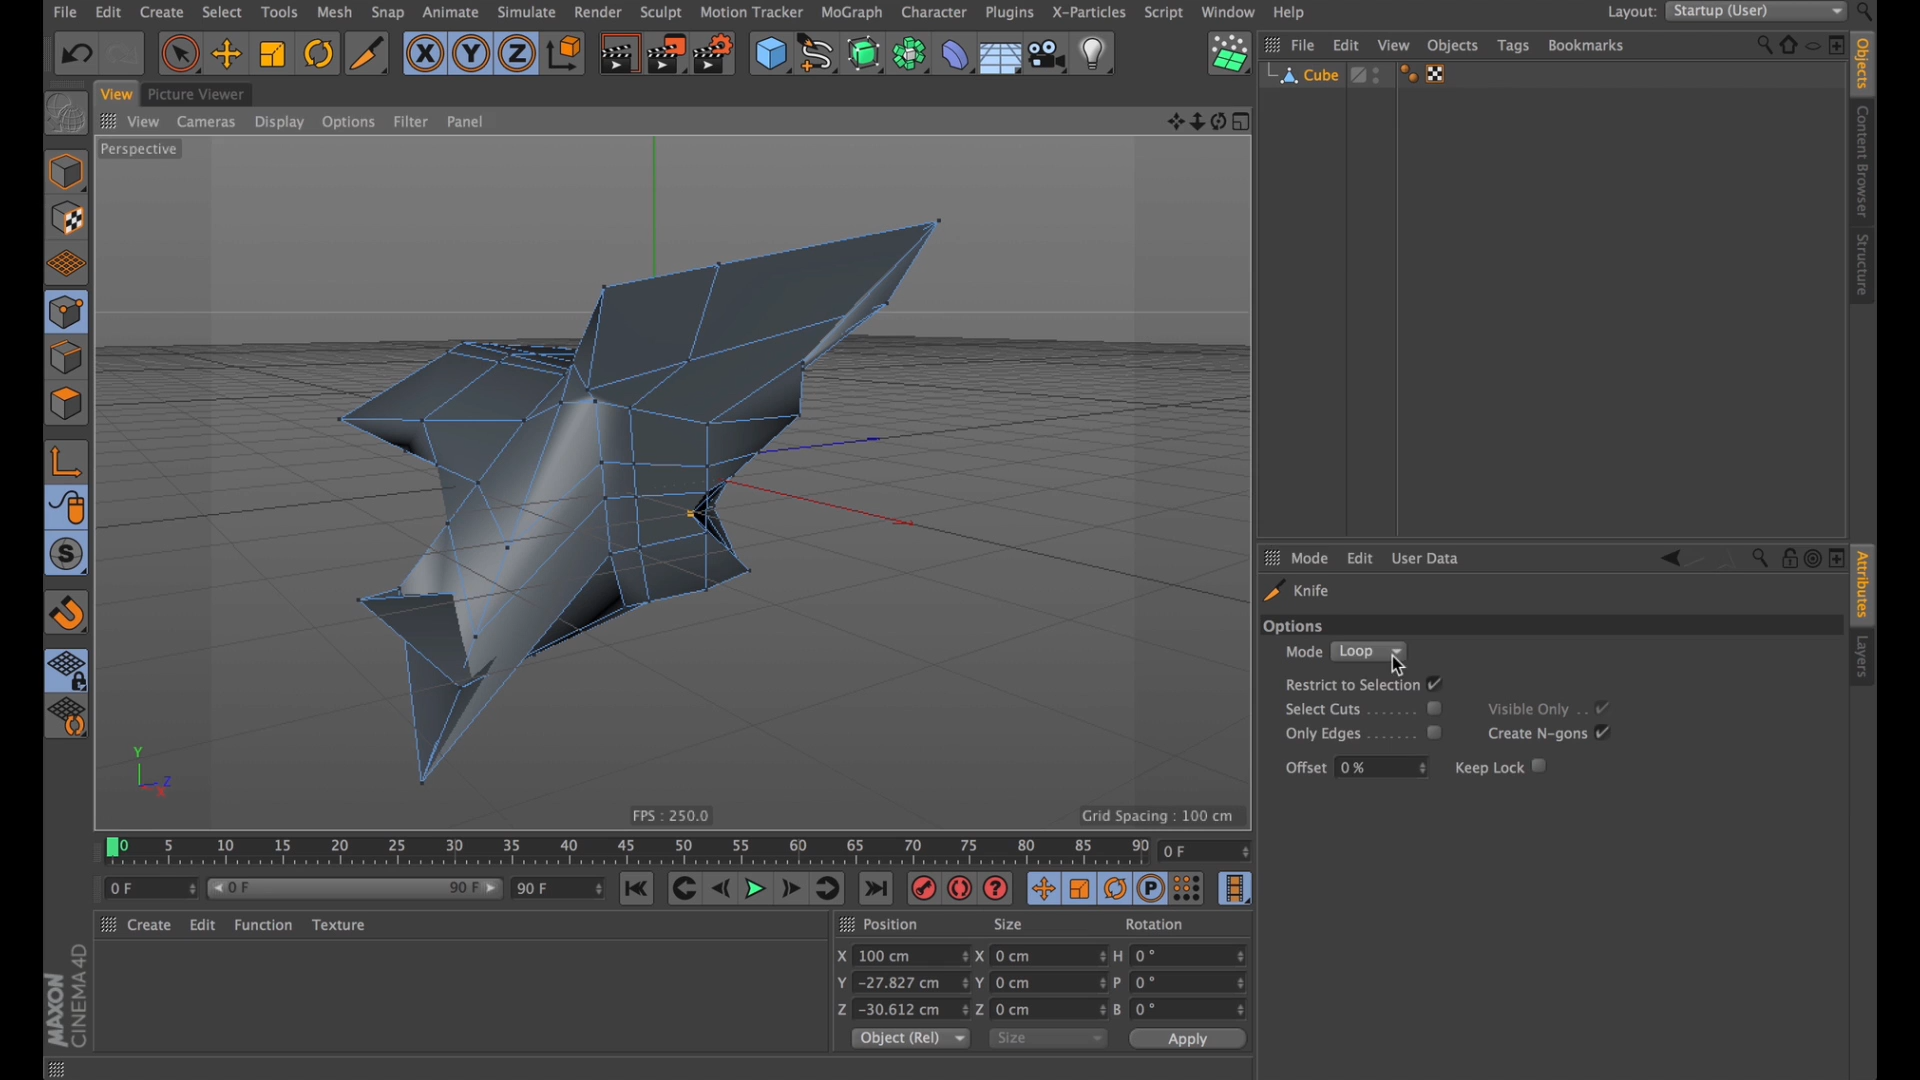 File Edit Create Select Tools Mesh Snap Animate Simulate Render Sculpt Motion Tracker MoGraph Character Plugins X-Particles Script Window Help
Layout: Startup (User)
X Y Z
File Edit View Objects Tags Bookmarks
View Picture Viewer
Cube
View Cameras Display Options Filter Panel
Perspective
Objects
Content Browser
Structure
S
Mode Edit User Data
Knife
Options
Mode Loop
Restrict to Selection
Select Cuts ....... Visible Only ..
Only Edges ....... Create N-gons
Offset 0 % Keep Lock
Attributes
Layers
Y
Z
X
FPS : 250.0
Grid Spacing : 100 cm
0 5 10 15 20 25 30 35 40 45 50 55 60 65 70 75 80 85 90 0 F
0 F 0 F 90 F 90 F ? P
Create Edit Function Texture
Position Size Rotation
X 100 cm X 0 cm H 0 °
Y -27.827 cm Y 0 cm P 0 °
Z -30.612 cm Z 0 cm B 0 °
Object (Rel) Size Apply
MAXON
CINEMA 4D